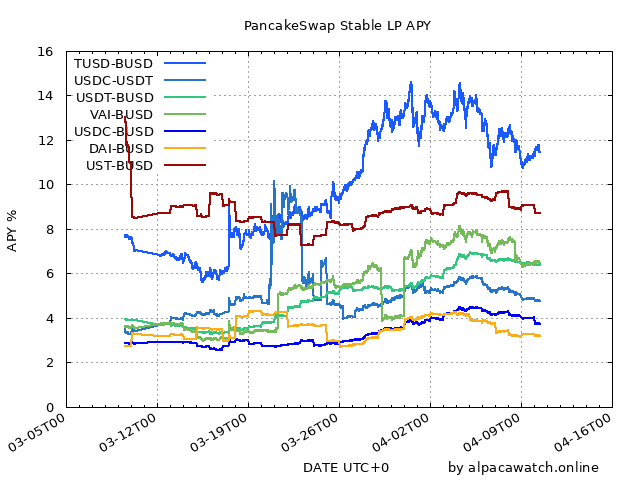 PancakeSwap Stable LP APY
16
14
12
10
8
6
4
2
0
APY %
TUSD-BUSD
USDC-USDT
USDT-BUSD
VAI-BUSD
USDC-BUSD
DAI-BUSD
UST-BUSD
03-05T00
03-12T00
03-19T00
03-26T00
04-02T00
04-09T00
04-16T00
DATE UTC+0
by alpacawatch.online